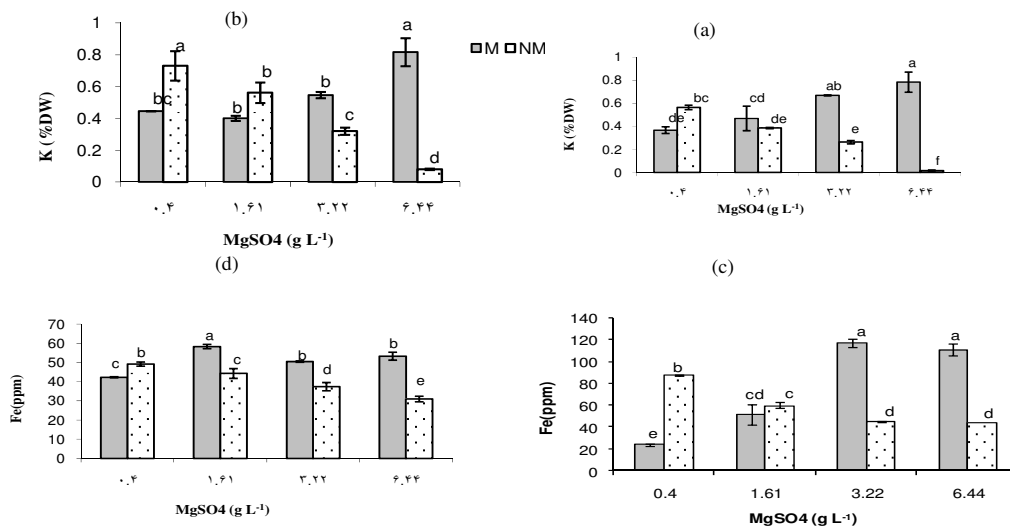 (b)
1
0.8
0.6
0.4
0.2
0
K (%DW)
bc a
b b
b c
a d
۰.۴ ۱.۶۱ ۳.۲۲ ۶.۴۴
MgSO4 (g L-1)
M NM
(a)
1
0.8
0.6
0.4
0.2
0
K (%DW)
de bc
cd de
ab e
a f
۰.۴ ۱.۶۱ ۳.۲۲ ۶.۴۴
MgSO4 (g L-1)
(d)
70
60
50
40
30
20
10
0
Fe(ppm)
c b
a c
b d
b e
۰.۴ ۱.۶۱ ۳.۲۲ ۶.۴۴
MgSO4 (g L-1)
(c)
140
120
100
80
60
40
20
0
Fe(ppm)
e b
cd c
a d
a d
0.4 1.61 3.22 6.44
MgSO4 (g L-1)